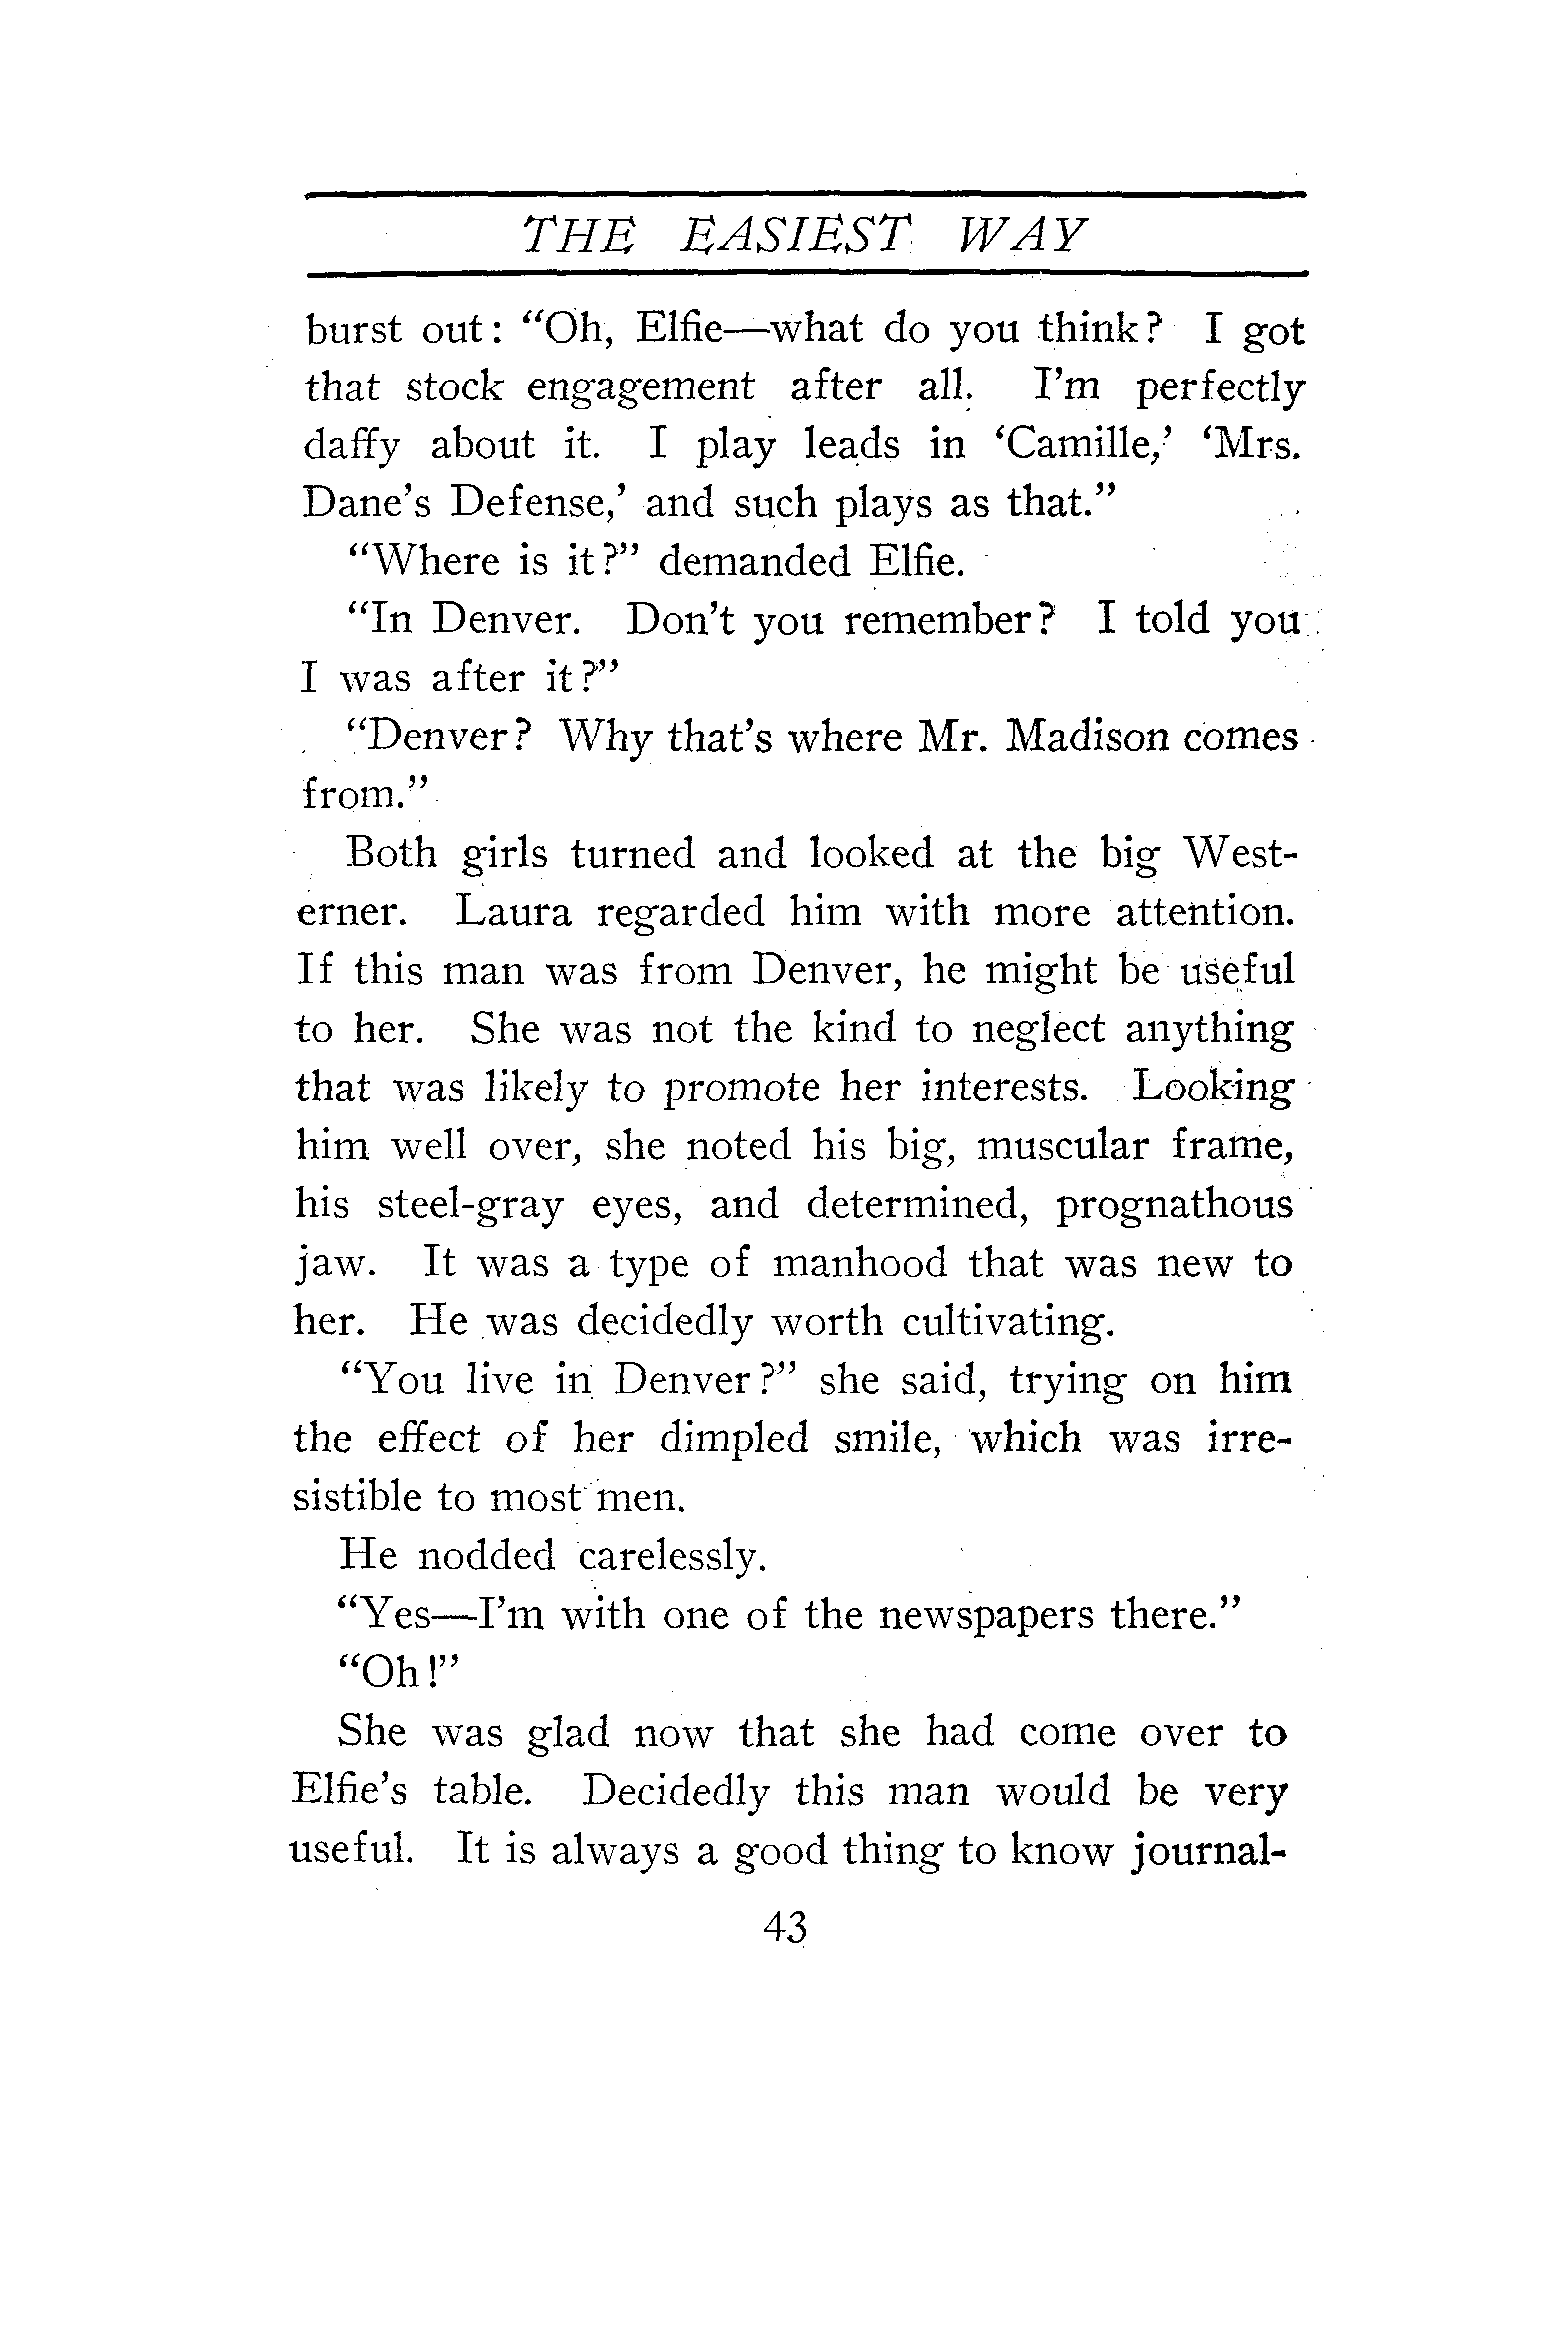 THE EASIEST WAY
burst out: “Oh, Elfie—what do you think? I got
that stock engagement after all. I’m perfectly
daffy about it. I play leads in ‘Camille,’ ‘Mrs.
Dane’s Defense,’ and such plays as that.”
“Where is it?” demanded Elfie.
“In Denver. Don’t you remember? I told you
I was after it?”
“Denver? Why that’s where Mr. Madison comes
from.”
Both girls turned and looked at the big West-
erner. Laura regarded him with more attention.
If this man was from Denver, he might be useful
to her. She was not the kind to neglect anything
that was likely to promote her interests. Looking
him well over, she noted his big, muscular frame,
his steel-gray eyes, and determined, prognathous
jaw. It was a type of manhood that was new to
her. He was decidedly worth cultivating.
“You live in Denver?” she said, trying on him
the effect of her dimpled smile, which was irre-
sistible to most men.
He nodded carelessly.
“Yes—I’m with one of the newspapers there.”
“Oh!”
She was glad now that she had come over to
Elfie’s table. Decidedly this man would be very
useful. It is always a good thing to know journal-
43